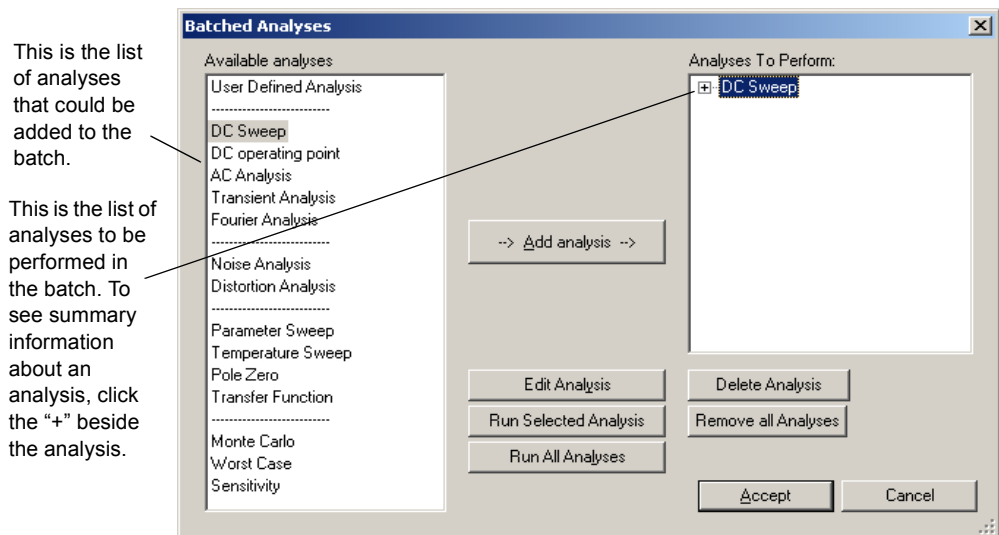 Batched Analyses
This is the list
of analyses
that could be
added to the
batch.
This is the list of
analyses to be
performed in
the batch. To
see summary
information
about an
analysis, click
the “+” beside
the analysis.
Available analyses
User Defined Analysis
----------------------------
DC Sweep
DC operating point
AC Analysis
Transient Analysis
Fourier Analysis
----------------------------
Noise Analysis
Distortion Analysis
----------------------------
Parameter Sweep
Temperature Sweep
Pole Zero
Transfer Function
----------------------------
Monte Carlo
Worst Case
Sensitivity
--> Add analysis -->
Analyses To Perform:
DC Sweep
Edit Analysis
Delete Analysis
Run Selected Analysis
Remove all Analyses
Run All Analyses
Accept
Cancel